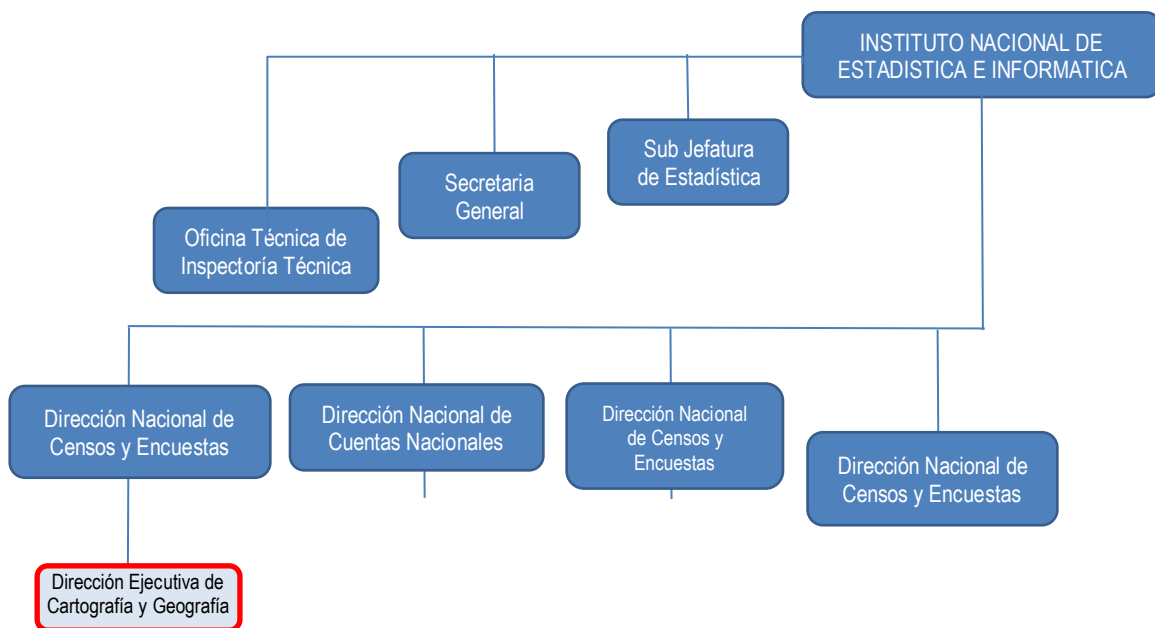 INSTITUTO NACIONAL DE
ESTADISTICA E INFORMATICA
Sub Jefatura
de Estadística
Secretaria
General
Oficina Técnica de
Inspectoría Técnica
Dirección Nacional de
Censos y Encuestas
Dirección Nacional de
Cuentas Nacionales
Dirección Nacional
de Censos y
Encuestas
Dirección Nacional de
Censos y Encuestas
Dirección Ejecutiva de
Cartografía y Geografía